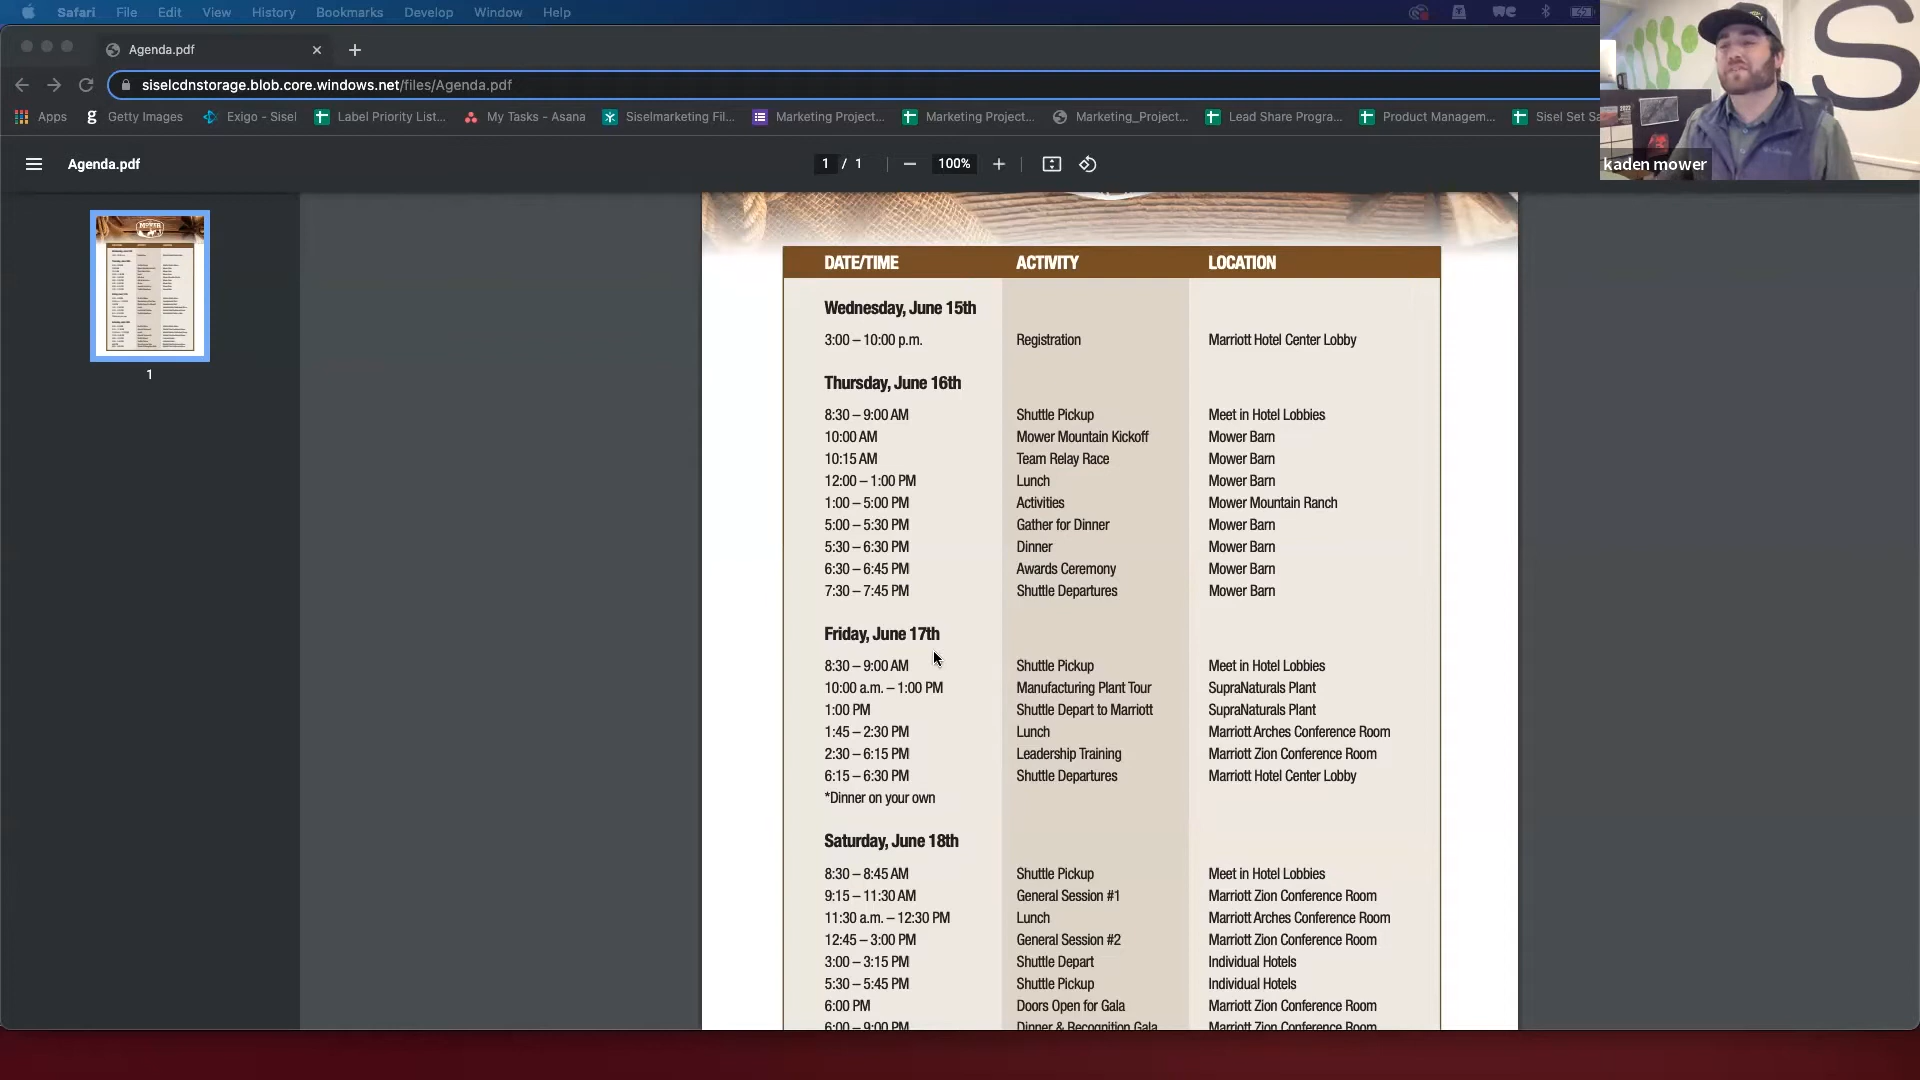 Safari File Edit View History Bookmarks Develop Window Help
Agenda.pdf
siselcdnstorage.blob.core.windows.net/files/Agenda.pdf
Apps Getty Images Exigo - Sisel Label Priority List... My Tasks - Asana Siselmarketing Fil... Marketing Project... Marketing Project... Marketing_Project... Lead Share Progra... Product Managem... Sisel Set Sa
Agenda.pdf 1 / 1 100%
S
kaden mower
1
DATE/TIME ACTIVITY LOCATION
Wednesday, June 15th
3:00 – 10:00 p.m. Registration Marriott Hotel Center Lobby
Thursday, June 16th
8:30 – 9:00 AM Shuttle Pickup Meet in Hotel Lobbies
10:00 AM Mower Mountain Kickoff Mower Barn
10:15 AM Team Relay Race Mower Barn
12:00 – 1:00 PM Lunch Mower Barn
1:00 – 5:00 PM Activities Mower Mountain Ranch
5:00 – 5:30 PM Gather for Dinner Mower Barn
5:30 – 6:30 PM Dinner Mower Barn
6:30 – 6:45 PM Awards Ceremony Mower Barn
7:30 – 7:45 PM Shuttle Departures Mower Barn
Friday, June 17th
8:30 – 9:00 AM Shuttle Pickup Meet in Hotel Lobbies
10:00 a.m. – 1:00 PM Manufacturing Plant Tour SupraNaturals Plant
1:00 PM Shuttle Depart to Marriott SupraNaturals Plant
1:45 – 2:30 PM Lunch Marriott Arches Conference Room
2:30 – 6:15 PM Leadership Training Marriott Zion Conference Room
6:15 – 6:30 PM Shuttle Departures Marriott Hotel Center Lobby
*Dinner on your own
Saturday, June 18th
8:30 – 8:45 AM Shuttle Pickup Meet in Hotel Lobbies
9:15 – 11:30 AM General Session #1 Marriott Zion Conference Room
11:30 a.m. – 12:30 PM Lunch Marriott Arches Conference Room
12:45 – 3:00 PM General Session #2 Marriott Zion Conference Room
3:00 – 3:15 PM Shuttle Depart Individual Hotels
5:30 – 5:45 PM Shuttle Pickup Individual Hotels
6:00 PM Doors Open for Gala Marriott Zion Conference Room
6:00 – 9:00 PM Dinner & Recognition Gala Marriott Zion Conference Room